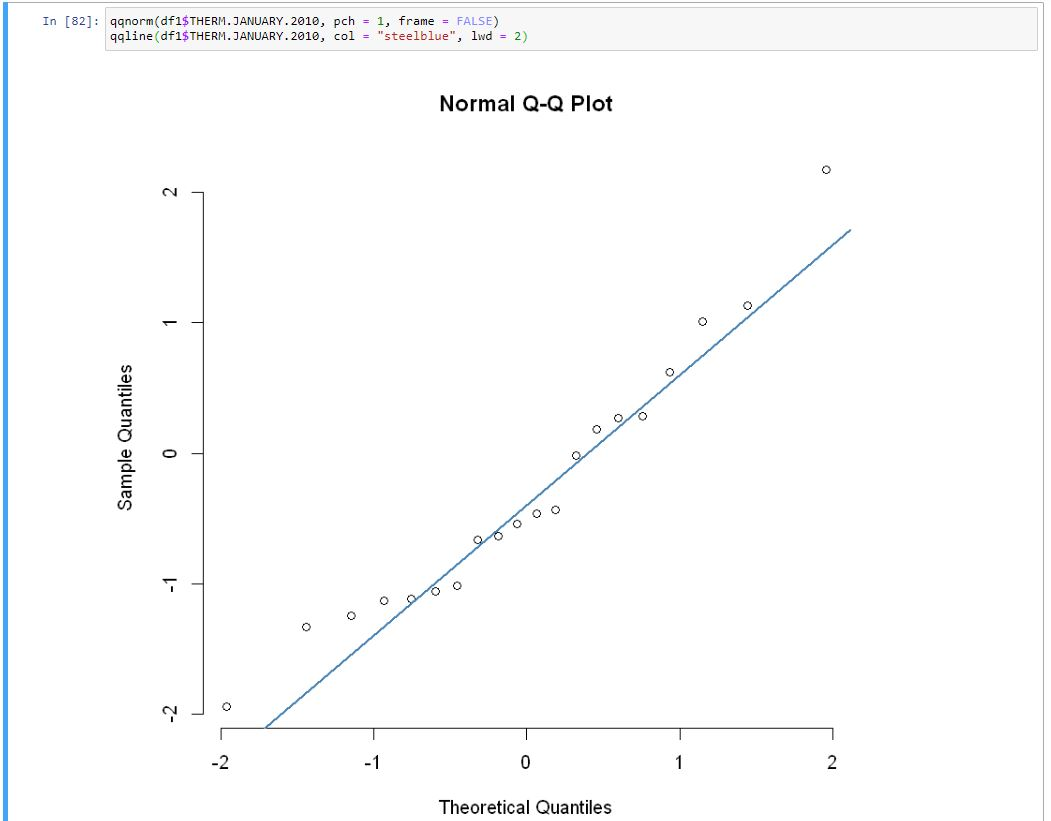 In [82]: qqnorm(df1$THERM.JANUARY.2010, pch = 1, frame = FALSE)
qqline(df1$THERM.JANUARY.2010, col = "steelblue", lwd = 2)
Normal Q-Q Plot
2
1
0
-1
-2
Sample Quantiles
-2 -1 0 1 2
Theoretical Quantiles